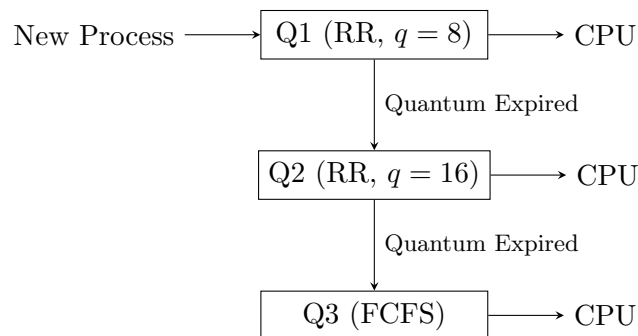 New Process
Q1 (RR, q = 8)
CPU
Quantum Expired
Q2 (RR, q = 16)
CPU
Quantum Expired
Q3 (FCFS)
CPU